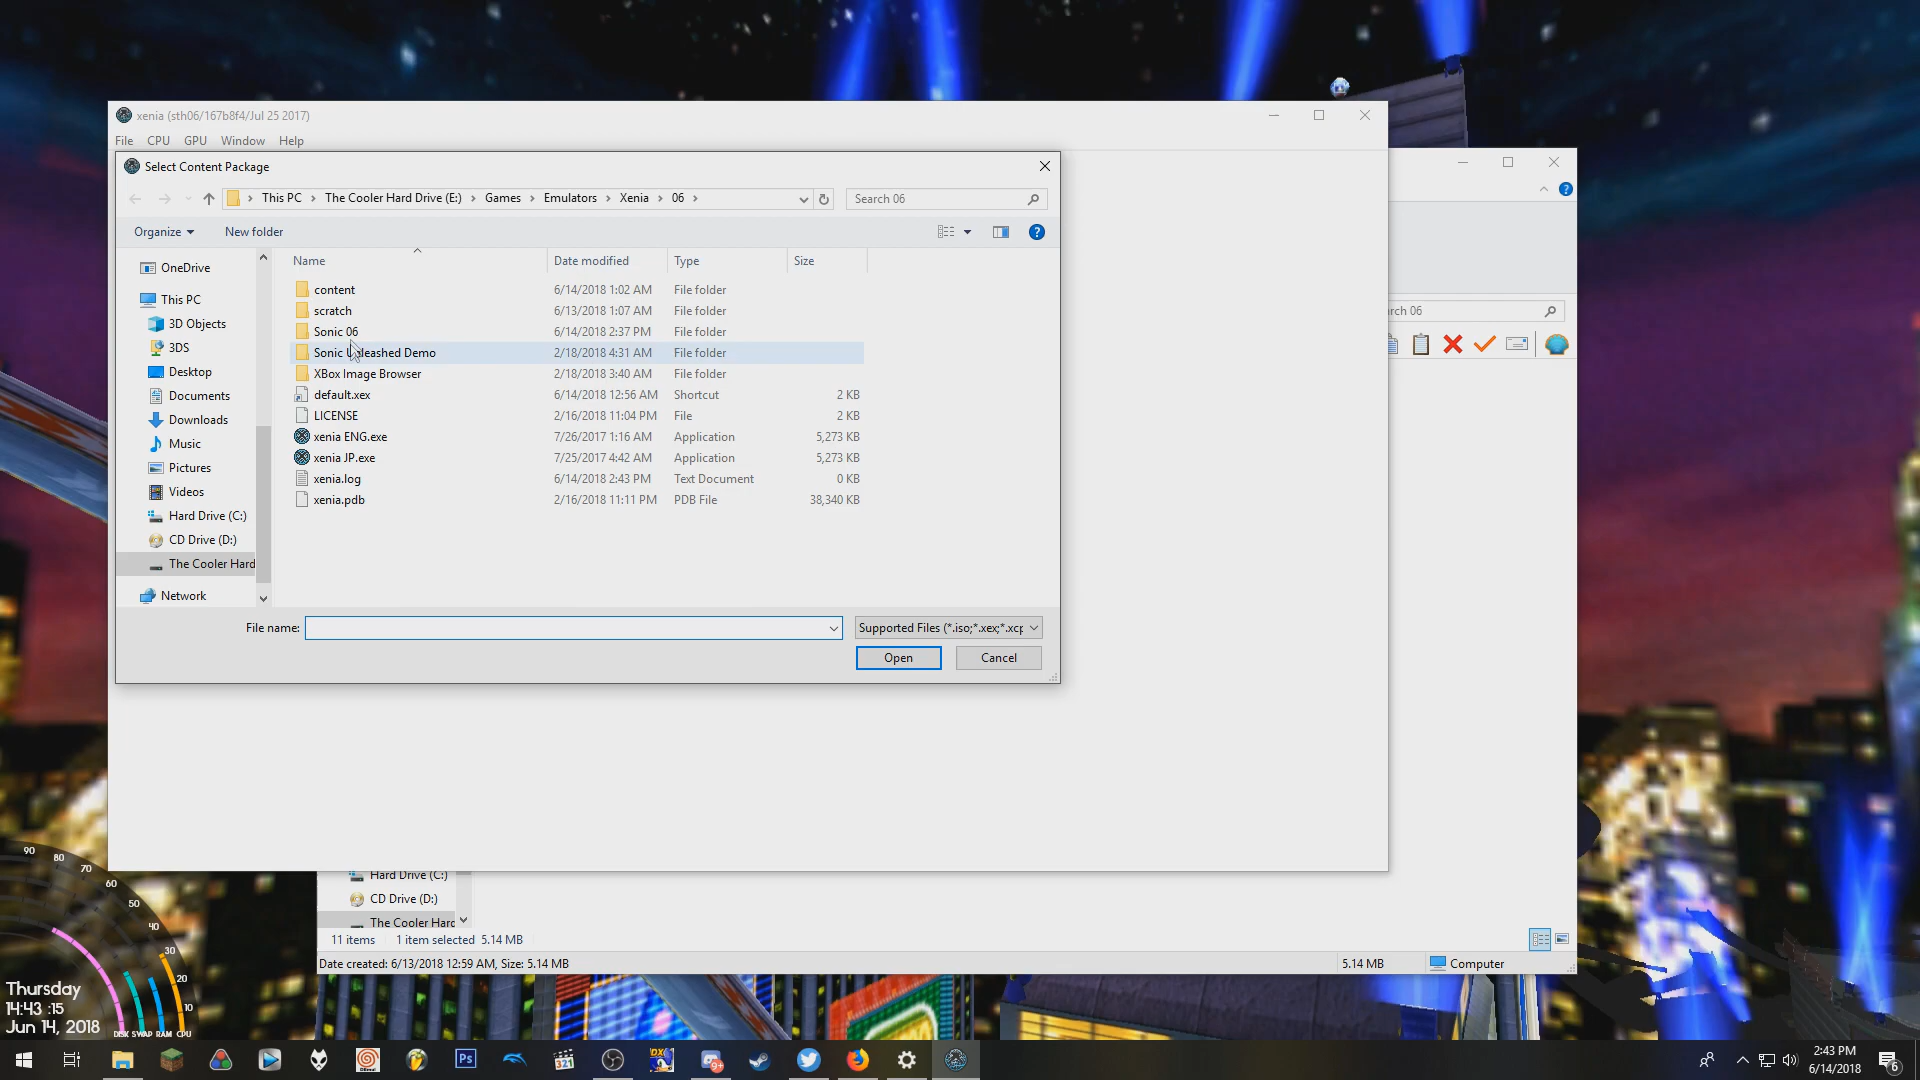 xenia (sth06/167b8f4/Jul 25 2017)
File CPU GPU Window Help
Select Content Package
This PC > The Cooler Hard Drive (E:) > Games > Emulators > Xenia > 06 >
Search 06
Organize
New folder
Name Date modified Type Size
content 6/14/2018 1:02 AM File folder
scratch 6/13/2018 1:07 AM File folder
Sonic 06 6/14/2018 2:37 PM File folder
Sonic Unleashed Demo 2/18/2018 4:31 AM File folder
XBox Image Browser 2/18/2018 3:40 AM File folder
default.xex 6/14/2018 12:56 AM Shortcut 2 KB
LICENSE 2/16/2018 11:04 PM File 2 KB
xenia ENG.exe 7/26/2017 1:16 AM Application 5,273 KB
xenia JP.exe 7/25/2017 4:42 AM Application 5,273 KB
xenia.log 6/14/2018 2:43 PM Text Document 0 KB
xenia.pdb 2/16/2018 11:11 PM PDB File 38,340 KB
OneDrive
This PC
3D Objects
3DS
Desktop
Documents
Downloads
Music
Pictures
Videos
Hard Drive (C:)
CD Drive (D:)
The Cooler Hard
Network
File name:
Supported Files (*.iso;*.xex;*.xcp
Open
Cancel
rch 06
Hard Drive (C:)
CD Drive (D:)
The Cooler Hard
11 items 1 item selected 5.14 MB
Date created: 6/13/2018 12:59 AM, Size: 5.14 MB
5.14 MB
Computer
90
80
70
60
50
40
30
20
10
DISK SWAP RAM CPU
Thursday
14:43 :15
Jun 14, 2018
Ps
321
DX
9+
2:43 PM
6/14/2018
6